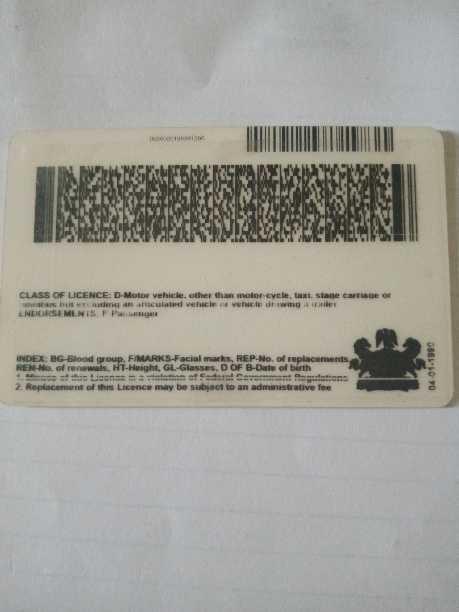 CLASS OF LICENCE: D-Motor vehicle, other than motor-cycle, taxi, stage carriage or
omnibus but excluding an articulated vehicle or vehicle drawing a trailer
ENDORSEMENTS. F Passenger
INDEX: BG-Blood group, F/MARKS-Facial marks, REP-No. of replacements,
REN-No. of renewals, HT-Height, GL-Glasses, D OF B-Date of birth
1. Misuse of this Licence is a violation of Federal Government Regulations
2. Replacement of this Licence may be subject to an administrative fee
04-01-1990